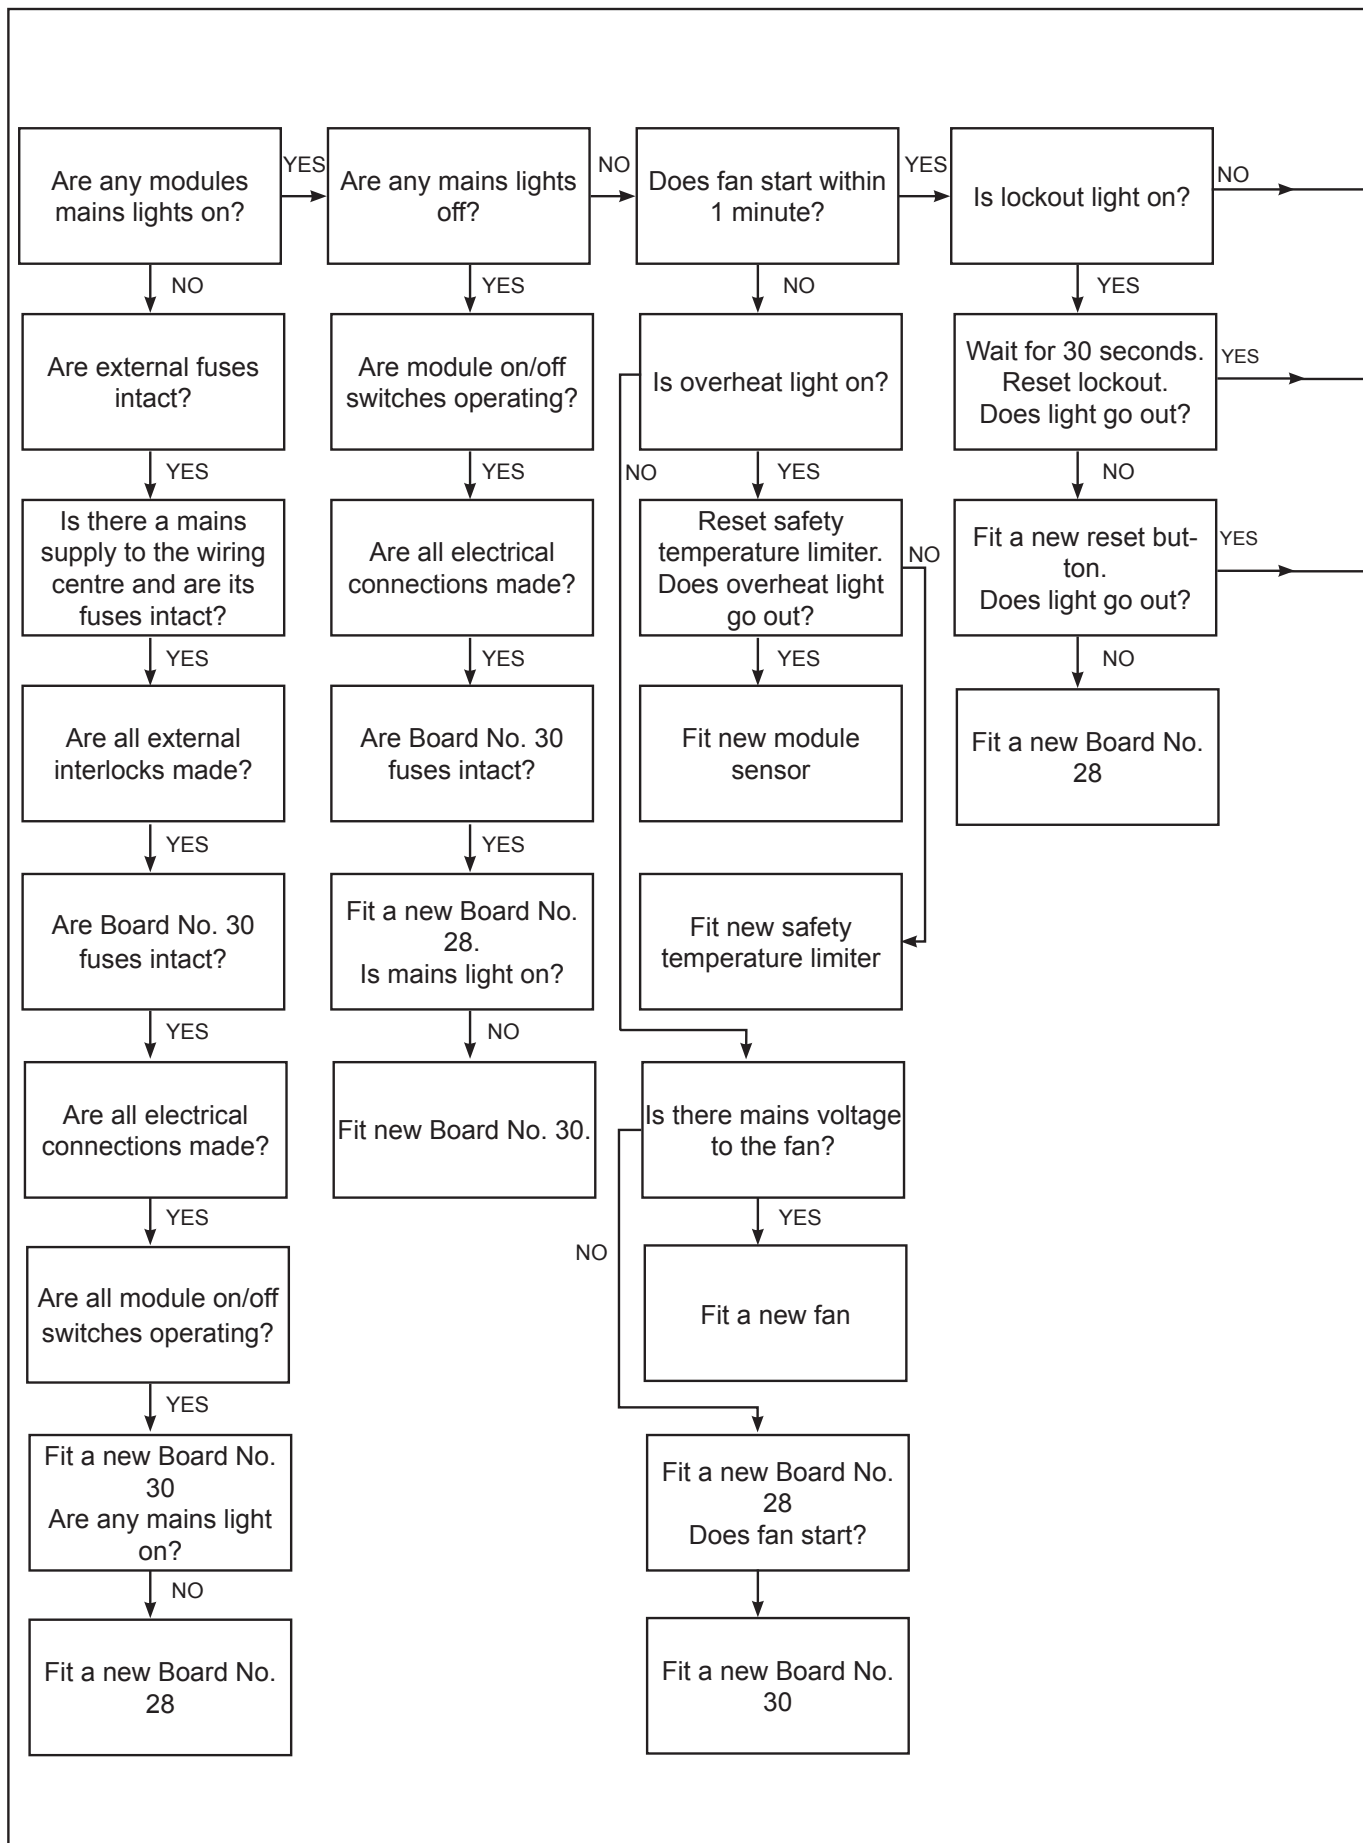 Are any modules
mains lights on?
YES
Are any mains lights
off?
NO
Does fan start within
1 minute?
YES
Is lockout light on?
NO
NO
YES
NO
YES
Are external fuses
intact?
Are module on/off
switches operating?
Is overheat light on?
Wait for 30 seconds.
Reset lockout.
Does light go out?
YES
YES
YES
NO
YES
NO
Is there a mains
supply to the wiring
centre and are its
fuses intact?
Are all electrical
connections made?
Reset safety
temperature limiter.
Does overheat light
go out?
NO
Fit a new reset but-
ton.
Does light go out?
YES
YES
YES
YES
NO
Are all external
interlocks made?
Are Board No. 30
fuses intact?
Fit new module
sensor
Fit a new Board No.
28
YES
YES
Are Board No. 30
fuses intact?
Fit a new Board No.
28.
Is mains light on?
Fit new safety
temperature limiter
YES
NO
Are all electrical
connections made?
Fit new Board No. 30.
Is there mains voltage
to the fan?
YES
YES
NO
Are all module on/off
switches operating?
Fit a new fan
YES
Fit a new Board No.
30
Are any mains light
on?
Fit a new Board No.
28
Does fan start?
NO
Fit a new Board No.
28
Fit a new Board No.
30